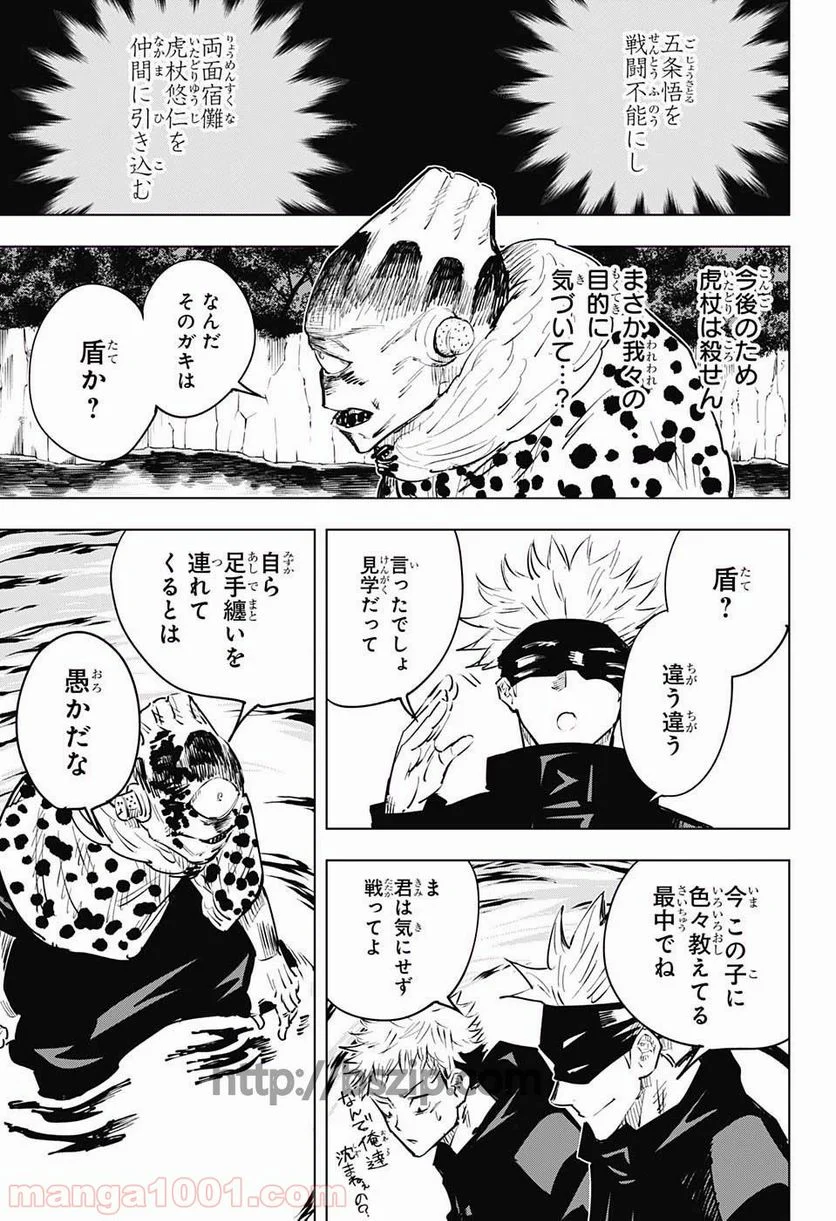 五条悟を
戦闘不能にし
両面宿儺
虎杖悠仁を
仲間に引き込む
今後のため
虎杖は殺せん
まさか我々の
目的に
気づいて…?
なんだ
そのガキは
盾か?
盾?
違う違う
言ったでしょ
見学だって
自ら
足手纏いを
連れて
くるとは
愚かだな
今この子に
色々教えてる
最中でね
ま
君は気にせず
戦ってよ
なんで俺達
沈まねぇの?
http://bszip.com
manga1001.com